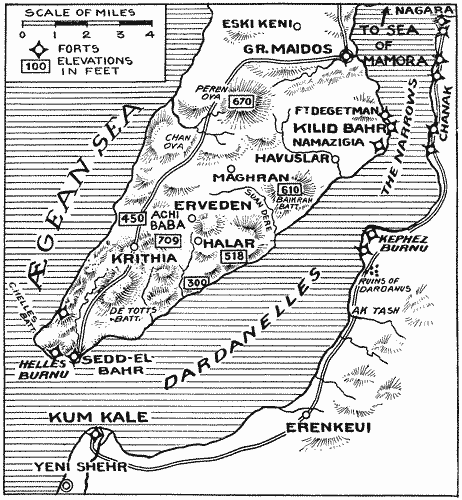 SCALE OF MILES
0 1 2 3 4
FORTS
100 ELEVATIONS
IN FEET
ESKI KENI
NAGARA
TO SEA
OF
MAMORA
GR. MAIDOS
PEREN
OVA
670
FT DEGETMAN
CHANAK
KILID BAHR
NAMAZIGIA
THE NARROWS
CHAN
OVA
HAVUSLAR
MAGHRAN
610
BAIKRAH
BATT.
SUAN DERE
ÆGEAN SEA
ERVEDEN
450
ACHI
BABA
709
HALAR
518
KRITHIA
300
KEPHEZ
BURNU
RUINS OF
DARDANUS
AK TASH
DE TOTTS
BATT.
HELLES
BURNU
SEDD-EL-
BAHR
DARDANELLES
KUM KALE
ERENKEUI
YENI SHEHR